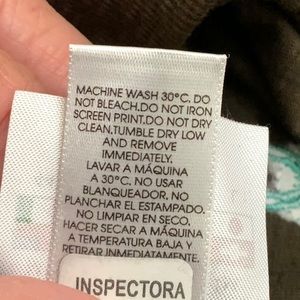 MACHINE WASH 30°C. DO
NOT BLEACH.DO NOT IRON
SCREEN PRINT.DO NOT DRY
CLEAN.TUMBLE DRY LOW
AND REMOVE
IMMEDIATELY.
LAVAR A MÁQUINA
A 30°C. NO USAR
BLANQUEADOR. NO
PLANCHAR EL ESTAMPADO.
NO LIMPIAR EN SECO.
HACER SECAR A MÁQUINA
A TEMPERATURA BAJA Y
RETIRAR INMEDIATAMENTE.
INSPECTORA